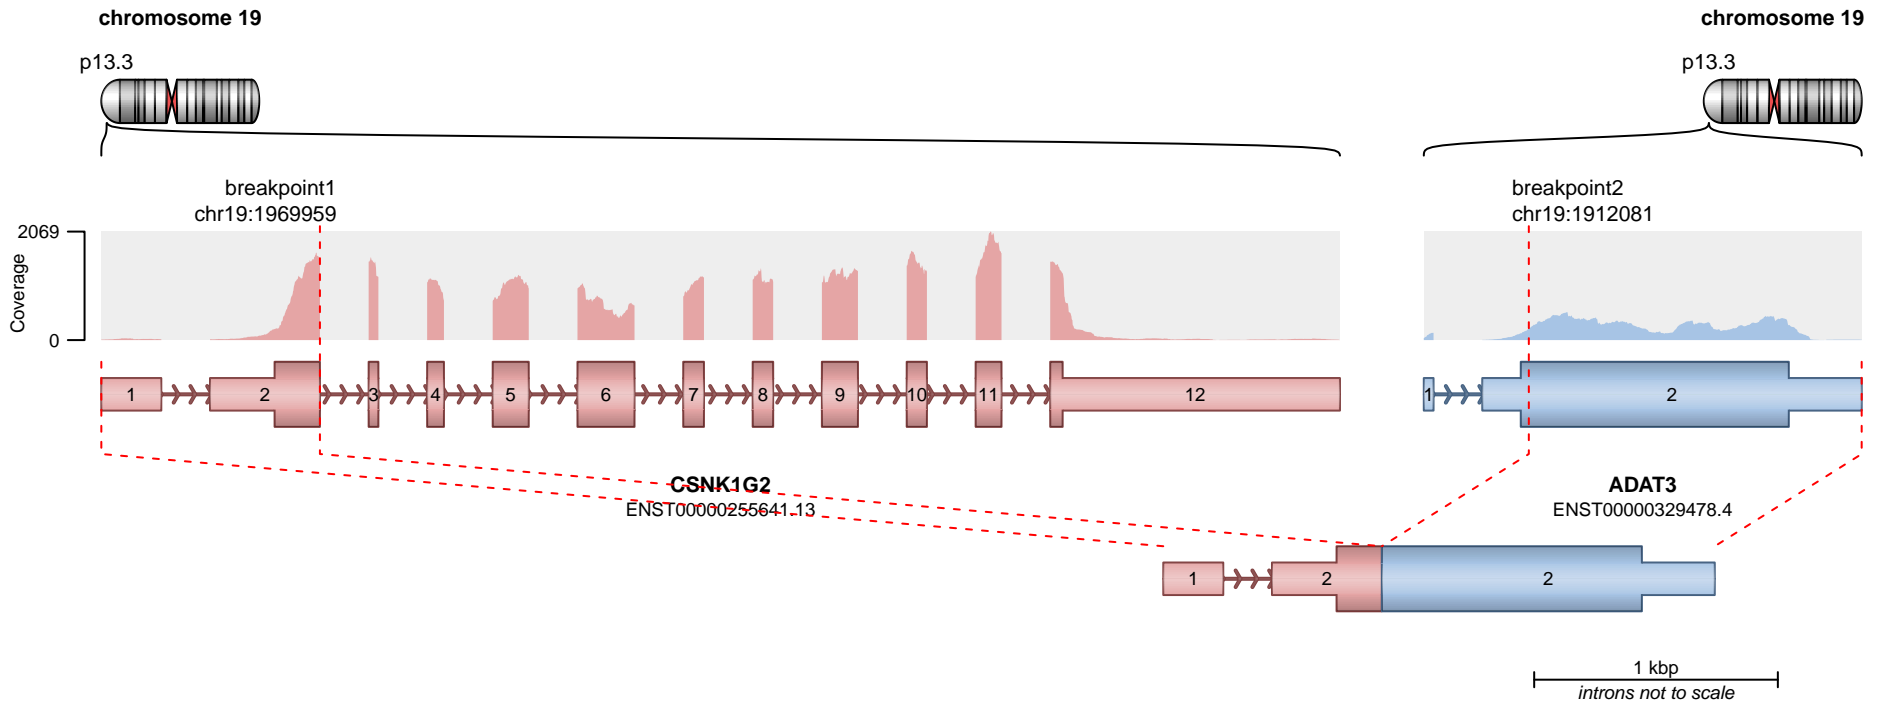 chromosome 19
chromosome 19
p13.3
p13.3
breakpoint1
chr19:1969959
breakpoint2
chr19:1912081
2069
Coverage
0
1 2 3 4 5 6 7 8 9 10 11 12
1 2
CSNK1G2
ENST00000255641.13
ADAT3
ENST00000329478.4
1 2 2
1 kbp
introns not to scale